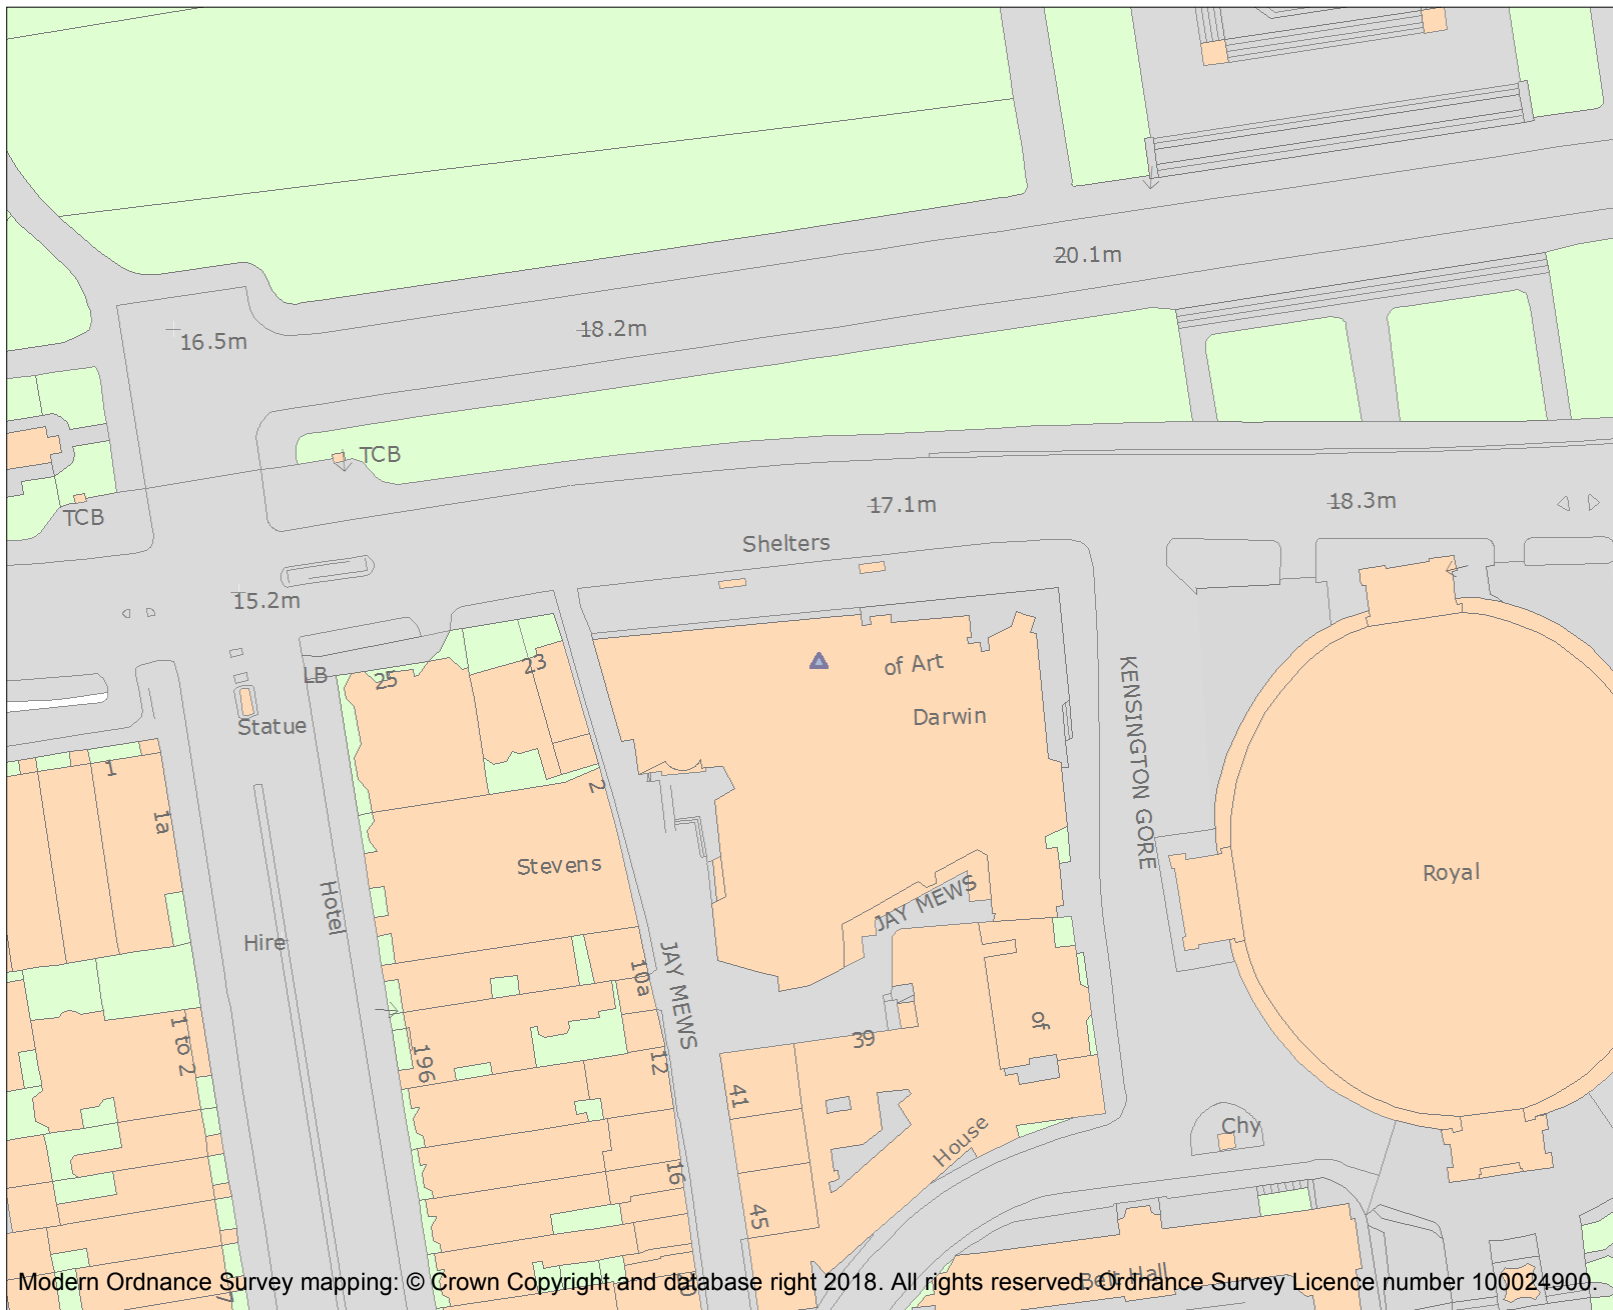 20.1m
18.2m
16.5m
TCB
TCB
17.1m
18.3m
Shelters
15.2m
LB
25
23
of Art
Darwin
Statue
KENSINGTON GORE
1
1a
2
Stevens
Royal
Hotel
Hire
JAY MEWS
JAY MEWS
10a
of
39
1 to 2
196
12
41
Chy
House
16
45
Beit Hall
7
Modern Ordnance Survey mapping: © Crown Copyright and database right 2018. All rights reserved. Ordnance Survey Licence number 100024900.